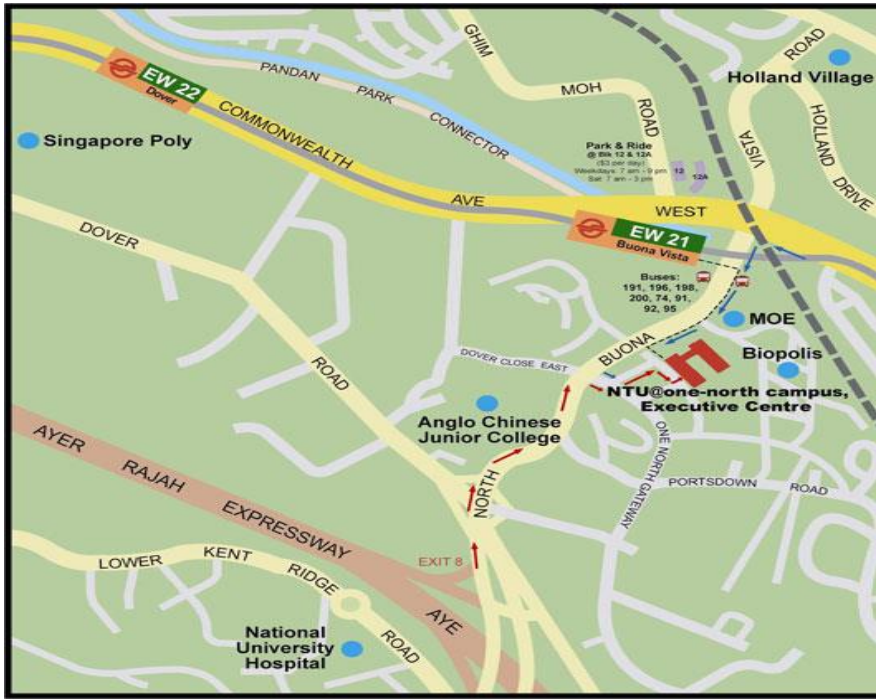 EW 22
Dover
Singapore Poly
PANDAN
PARK
CONNECTOR
COMMONWEALTH
AVE
WEST
GHIM
MOH
ROAD
ROAD
VISTA
Holland Village
HOLLAND
DRIVE
Park & Ride
@ Blk 12 & 12A
($3 per day)
Weekdays: 7 am - 9 pm
Sat: 7 am - 3 pm
12
12A
EW 21
Buona Vista
Buses:
191, 196, 198,
200, 74, 91,
92, 95
MOE
Biopolis
BUONA
DOVER CLOSE EAST
NTU@one-north campus,
Executive Centre
DOVER
ROAD
Anglo Chinese
Junior College
NORTH
ONE NORTH GATEWAY
PORTSDOWN
ROAD
AYER
RAJAH
EXPRESSWAY
AYE
EXIT 8
LOWER
KENT
RIDGE
ROAD
National
University
Hospital